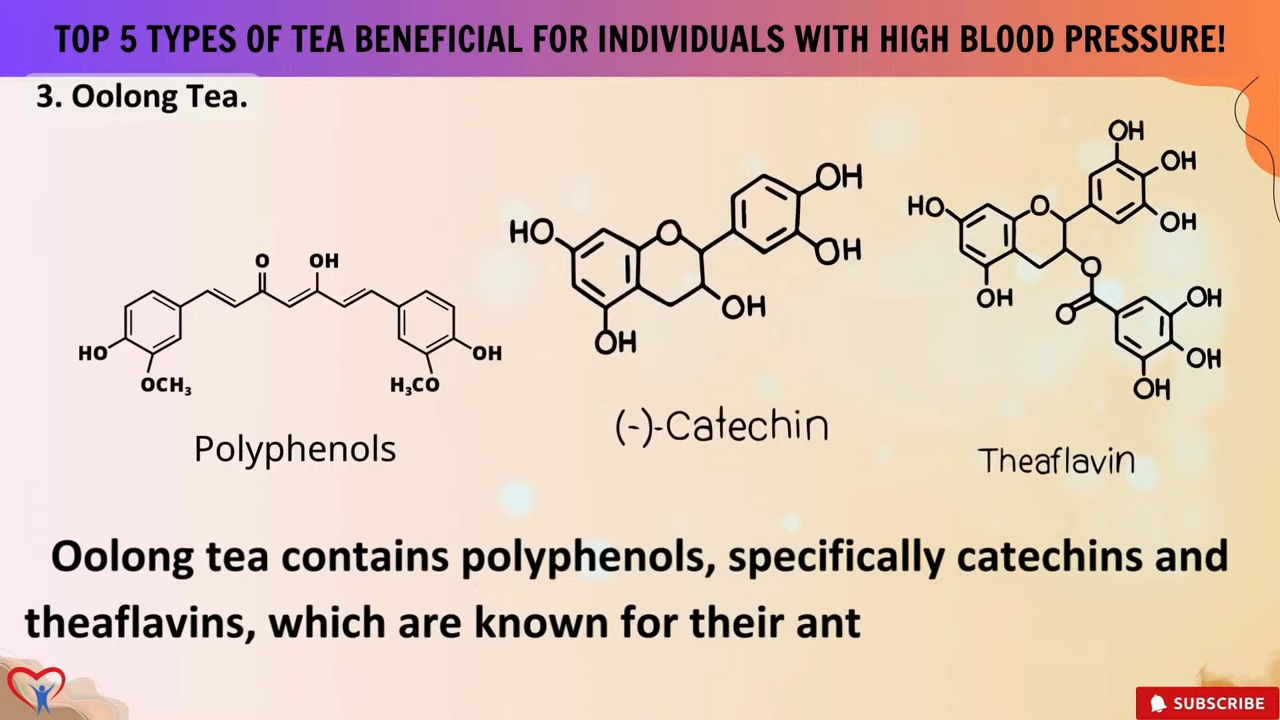 TOP 5 TYPES OF TEA BENEFICIAL FOR INDIVIDUALS WITH HIGH BLOOD PRESSURE!
3. Oolong Tea.
O OH
HO
OCH₃
H₃CO
OH
Polyphenols
HO
O
OH
OH
OH
OH
(-)-Catechin
OH
OH
HO
O
OH
OH
O
O
OH
OH
OH
Theaflavin
Oolong tea contains polyphenols, specifically catechins and
theaflavins, which are known for their ant
SUBSCRIBE